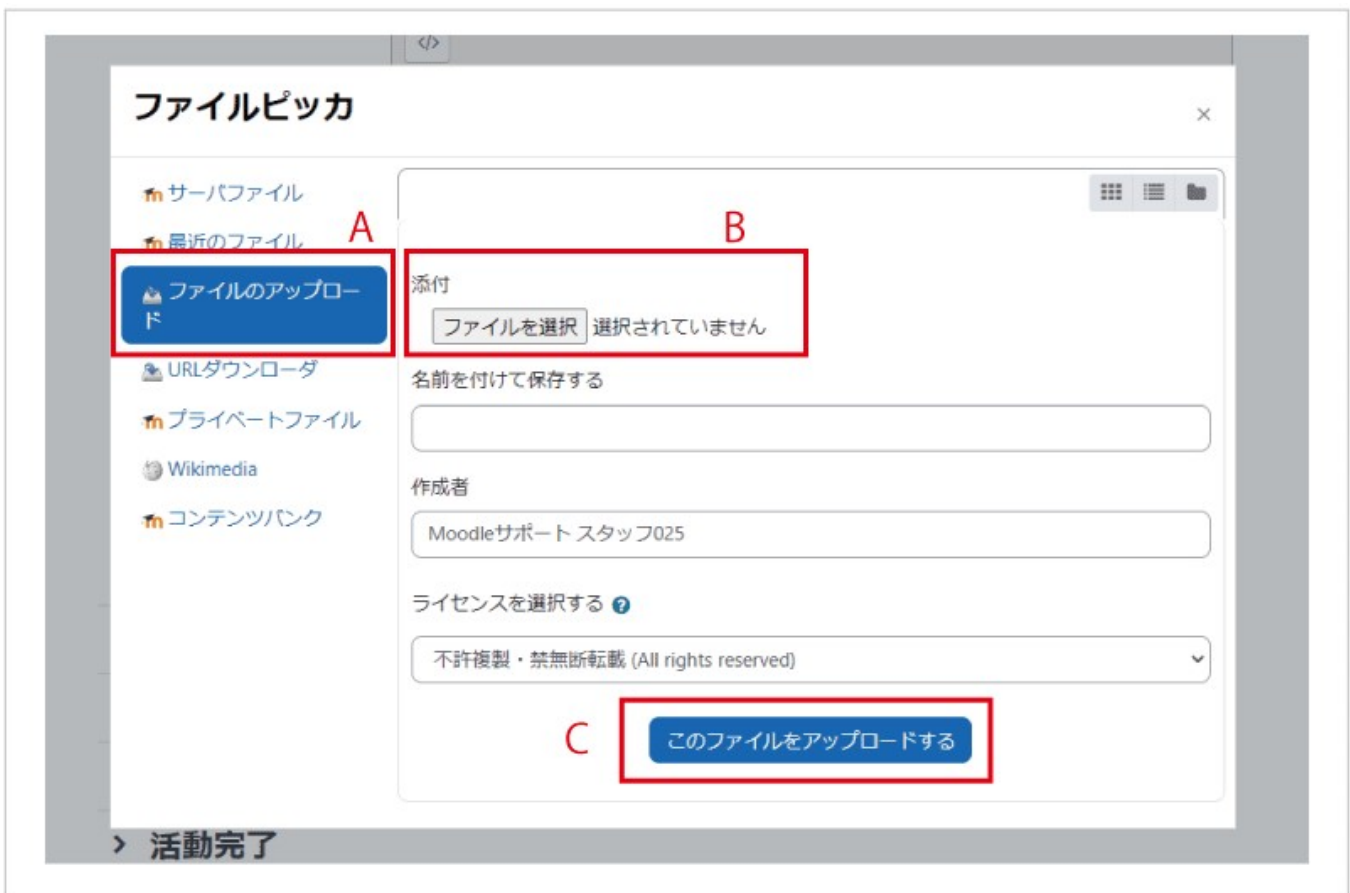 </>
ファイルピッカ
×
サーバファイル
最近のファイル
A
ファイルのアップロー
ド
URLダウンローダ
プライベートファイル
Wikimedia
コンテンツバンク
B
添付
ファイルを選択 選択されていません
名前を付けて保存する
作成者
Moodleサポート スタッフ025
ライセンスを選択する ?
不許複製・禁無断転載 (All rights reserved)
C
このファイルをアップロードする
> 活動完了